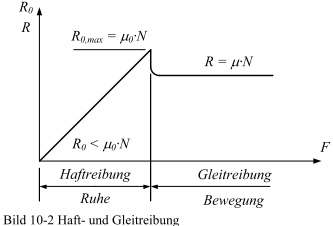 R₀
R
R₀,max = μ₀·N
R = μ·N
R₀ < μ₀·N
F
Haftreibung Gleitreibung
Ruhe Bewegung
Bild 10-2 Haft- und Gleitreibung